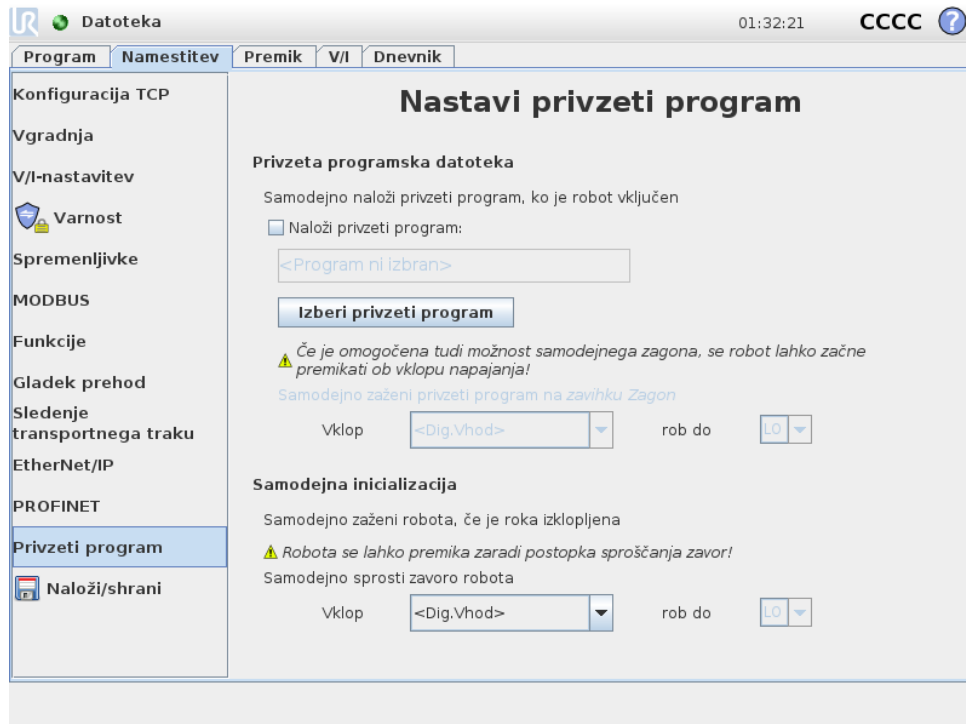 UR Datoteka 01:32:21 CCCC ?
Program Namestitev Premik V/I Dnevnik
Konfiguracija TCP
Vgradnja
V/I-nastavitev
Varnost
Spremenljivke
MODBUS
Funkcije
Gladek prehod
Sledenje
transportnega traku
EtherNet/IP
PROFINET
Privzeti program
Naloži/shrani
Nastavi privzeti program
Privzeta programska datoteka
Samodejno naloži privzeti program, ko je robot vključen
Naloži privzeti program:
<Program ni izbran>
Izberi privzeti program
Če je omogočena tudi možnost samodejnega zagona, se robot lahko začne
premikati ob vklopu napajanja!
Samodejno zaženi privzeti program na zavihku Zagon
Vklop <Dig.Vhod> rob do LO
Samodejna inicializacija
Samodejno zaženi robota, če je roka izklopljena
Robota se lahko premika zaradi postopka sproščanja zavor!
Samodejno sprosti zavoro robota
Vklop <Dig.Vhod> rob do LO